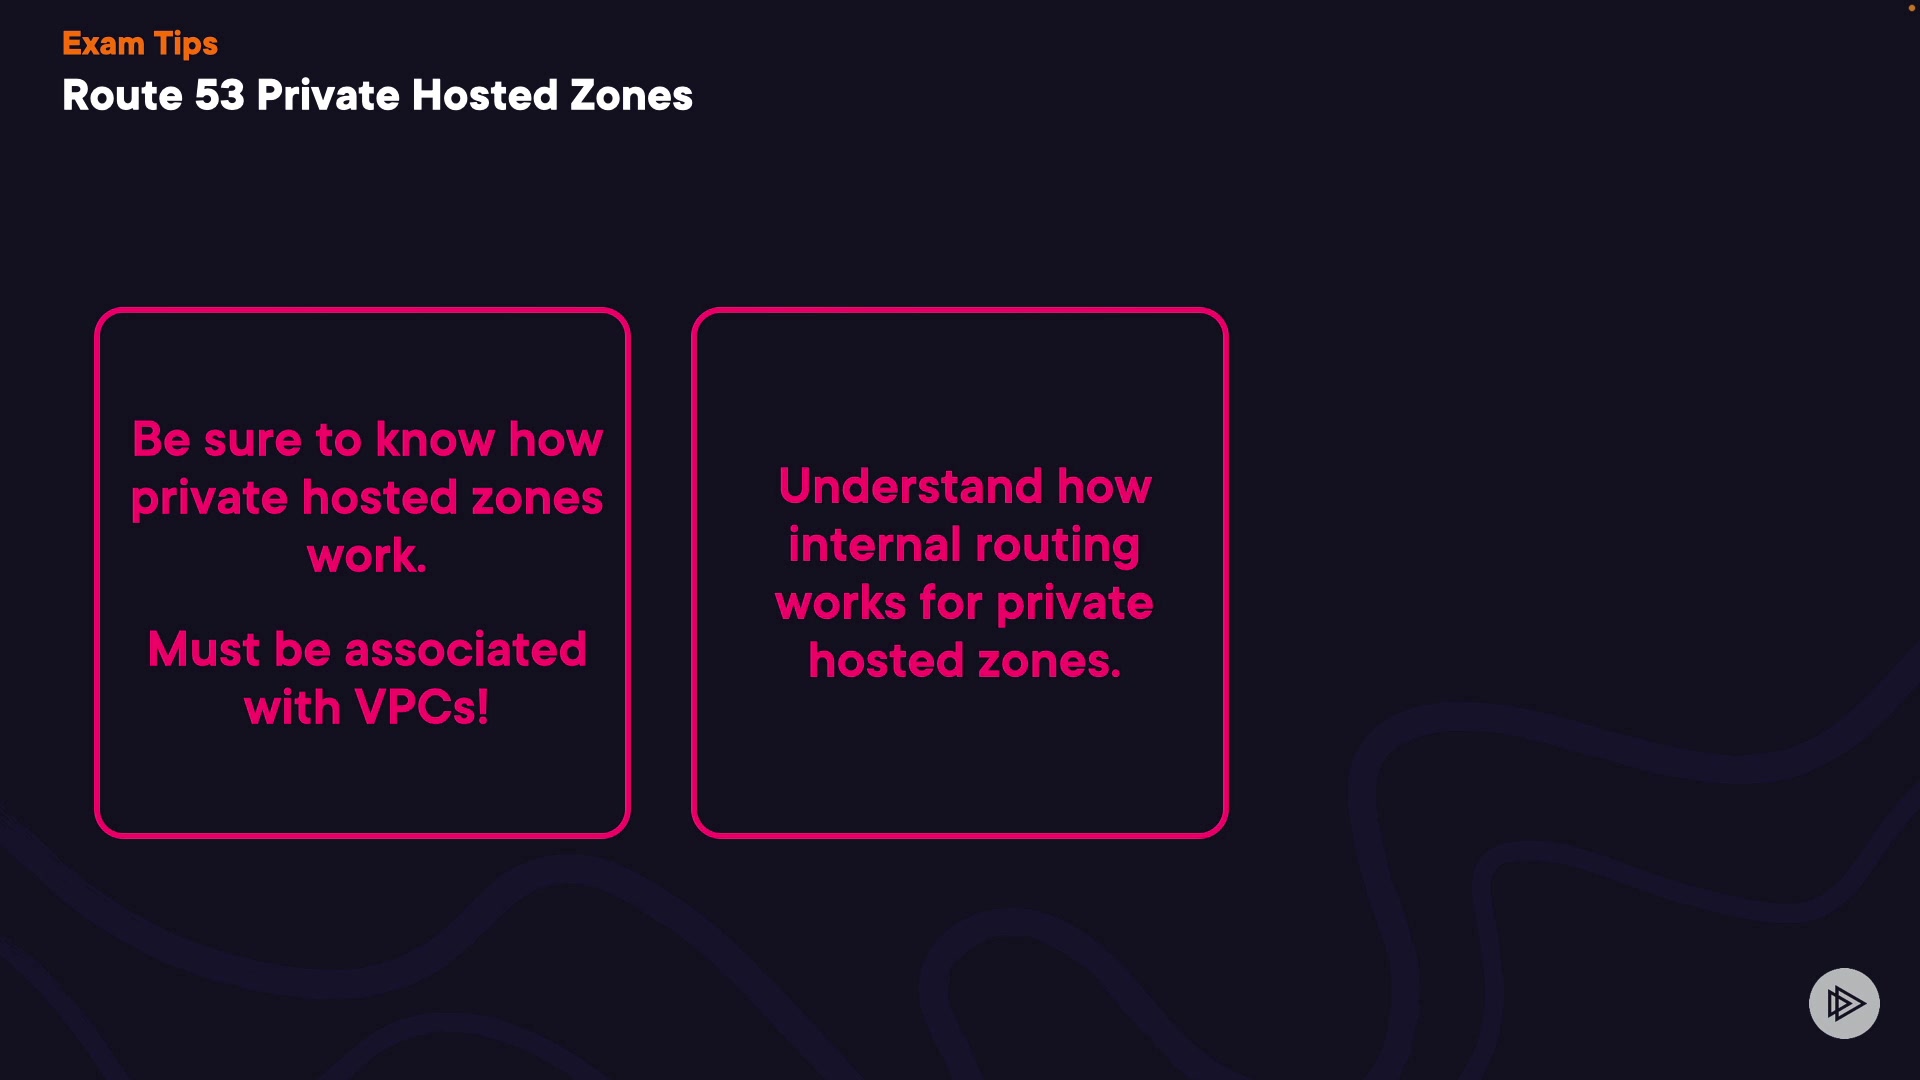 Exam Tips
Route 53 Private Hosted Zones
Be sure to know how
private hosted zones
work.
Must be associated
with VPCs!
Understand how
internal routing
works for private
hosted zones.